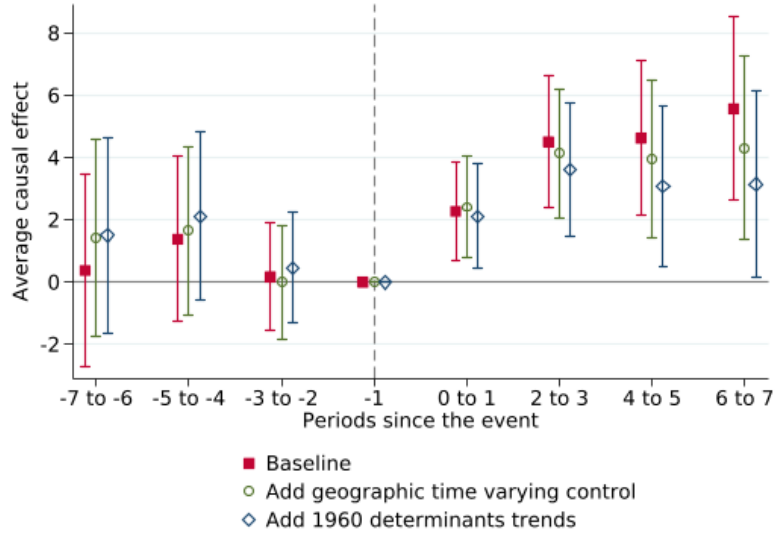 Average causal effect
8
6
4
2
0
-2
-7 to -6 -5 to -4 -3 to -2 -1 0 to 1 2 to 3 4 to 5 6 to 7
Periods since the event
Baseline
Add geographic time varying control
Add 1960 determinants trends